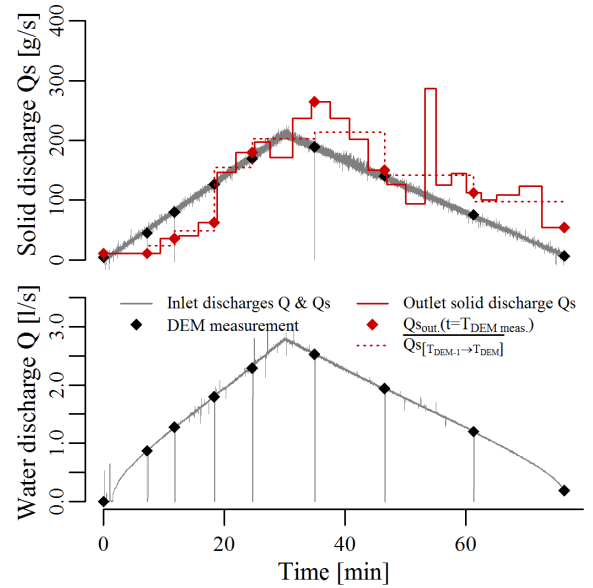 Solid discharge Qs [g/s]
400
300
200
100
0
Inlet discharges Q & Qs
DEM measurement
Outlet solid discharge Qs
Qsout.(t=TDEM meas.)
Qs[TDEM-1→TDEM]
Water discharge Q [l/s]
3.0
2.0
1.0
0.0
0 20 40 60
Time [min]